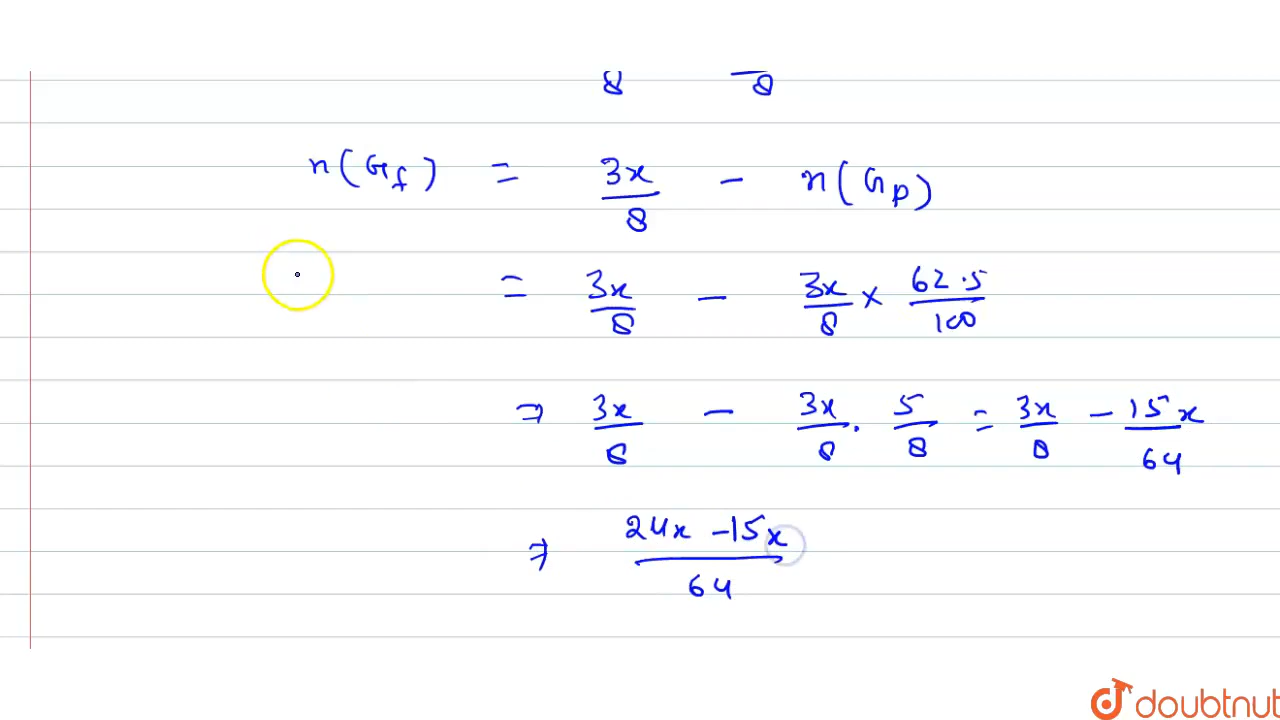 8 8
n(G_f) = 3x/8 - n(G_p)
= 3x/8 - 3x/8 × 62.5/100
⇒ 3x/8 - 3x/8 . 5/8 = 3x/8 - 15x/64
⇒ 24x - 15x/64
doubtnut